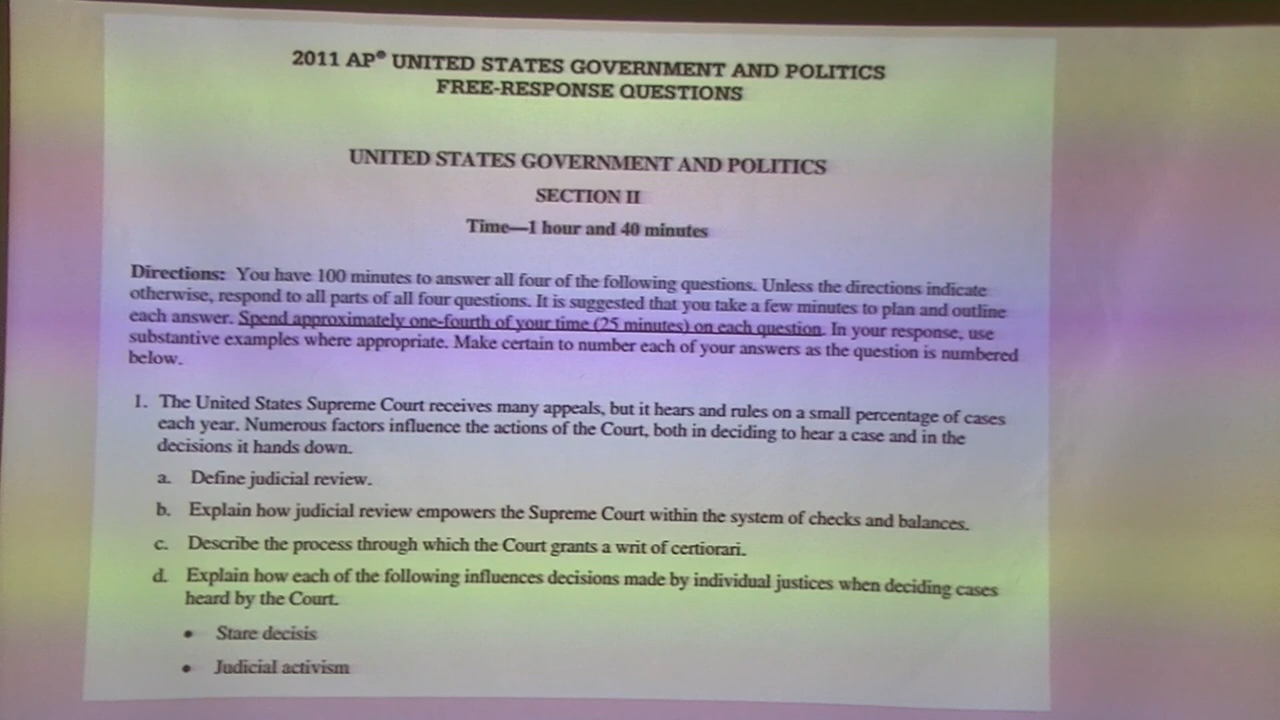 2011 AP® UNITED STATES GOVERNMENT AND POLITICS
FREE-RESPONSE QUESTIONS
UNITED STATES GOVERNMENT AND POLITICS
SECTION II
Time—1 hour and 40 minutes
Directions: You have 100 minutes to answer all four of the following questions. Unless the directions indicate
otherwise, respond to all parts of all four questions. It is suggested that you take a few minutes to plan and outline
each answer. Spend approximately one-fourth of your time (25 minutes) on each question. In your response, use
substantive examples where appropriate. Make certain to number each of your answers as the question is numbered
below.
1. The United States Supreme Court receives many appeals, but it hears and rules on a small percentage of cases
each year. Numerous factors influence the actions of the Court, both in deciding to hear a case and in the
decisions it hands down.
a. Define judicial review.
b. Explain how judicial review empowers the Supreme Court within the system of checks and balances.
c. Describe the process through which the Court grants a writ of certiorari.
d. Explain how each of the following influences decisions made by individual justices when deciding cases
heard by the Court.
• Stare decisis
• Judicial activism